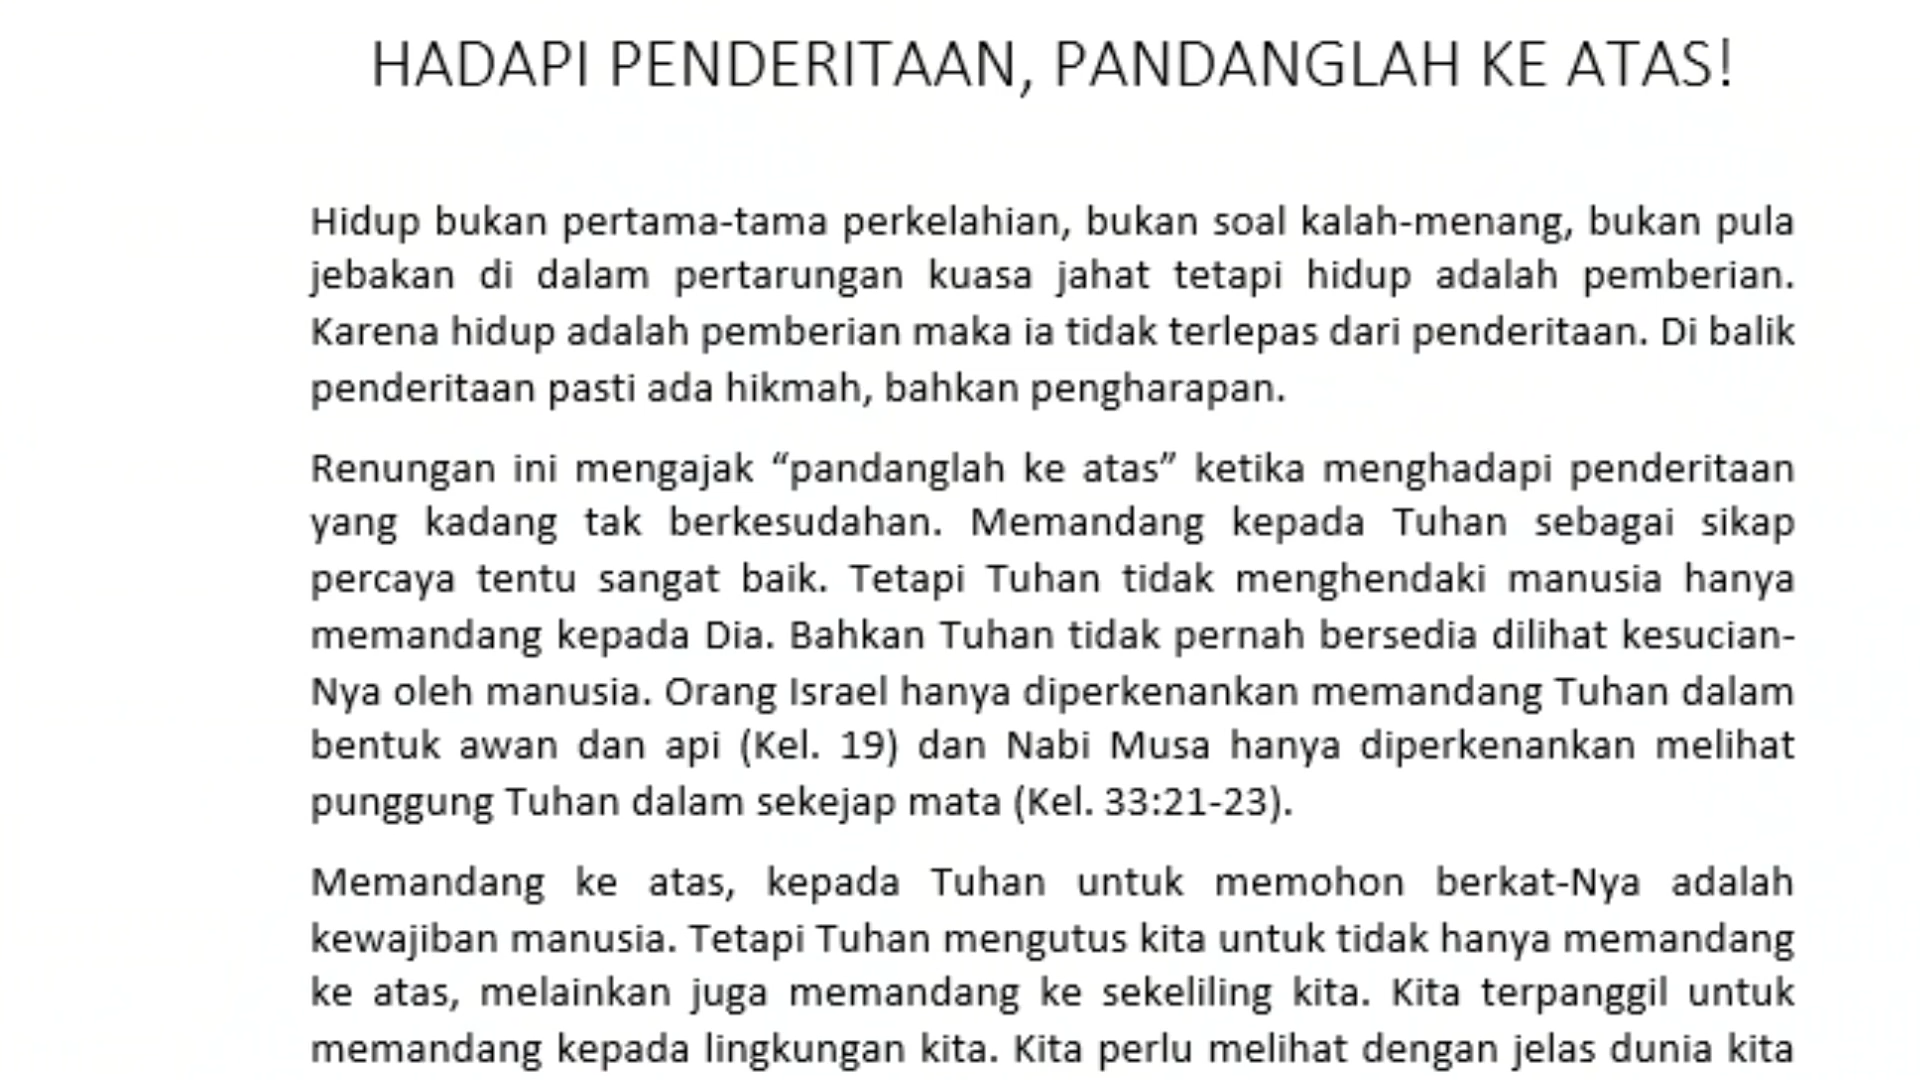 HADAPI PENDERITAAN, PANDANGLAH KE ATAS!
Hidup bukan pertama-tama perkelahian, bukan soal kalah-menang, bukan pula
jebakan di dalam pertarungan kuasa jahat tetapi hidup adalah pemberian.
Karena hidup adalah pemberian maka ia tidak terlepas dari penderitaan. Di balik
penderitaan pasti ada hikmah, bahkan pengharapan.
Renungan ini mengajak “pandanglah ke atas” ketika menghadapi penderitaan
yang kadang tak berkesudahan. Memandang kepada Tuhan sebagai sikap
percaya tentu sangat baik. Tetapi Tuhan tidak menghendaki manusia hanya
memandang kepada Dia. Bahkan Tuhan tidak pernah bersedia dilihat kesucian-
Nya oleh manusia. Orang Israel hanya diperkenankan memandang Tuhan dalam
bentuk awan dan api (Kel. 19) dan Nabi Musa hanya diperkenankan melihat
punggung Tuhan dalam sekejap mata (Kel. 33:21-23).
Memandang ke atas, kepada Tuhan untuk memohon berkat-Nya adalah
kewajiban manusia. Tetapi Tuhan mengutus kita untuk tidak hanya memandang
ke atas, melainkan juga memandang ke sekeliling kita. Kita terpanggil untuk
memandang kepada lingkungan kita. Kita perlu melihat dengan jelas dunia kita